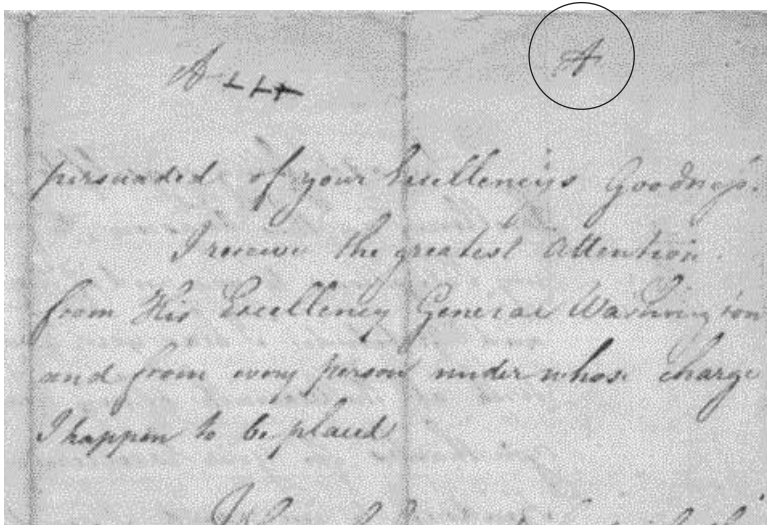 A +++ A
persuaded of your Excellencys Goodness.
I receive the greatest Attention
from His Excellency General Washington
and from every person under whose charge
I happen to be placed